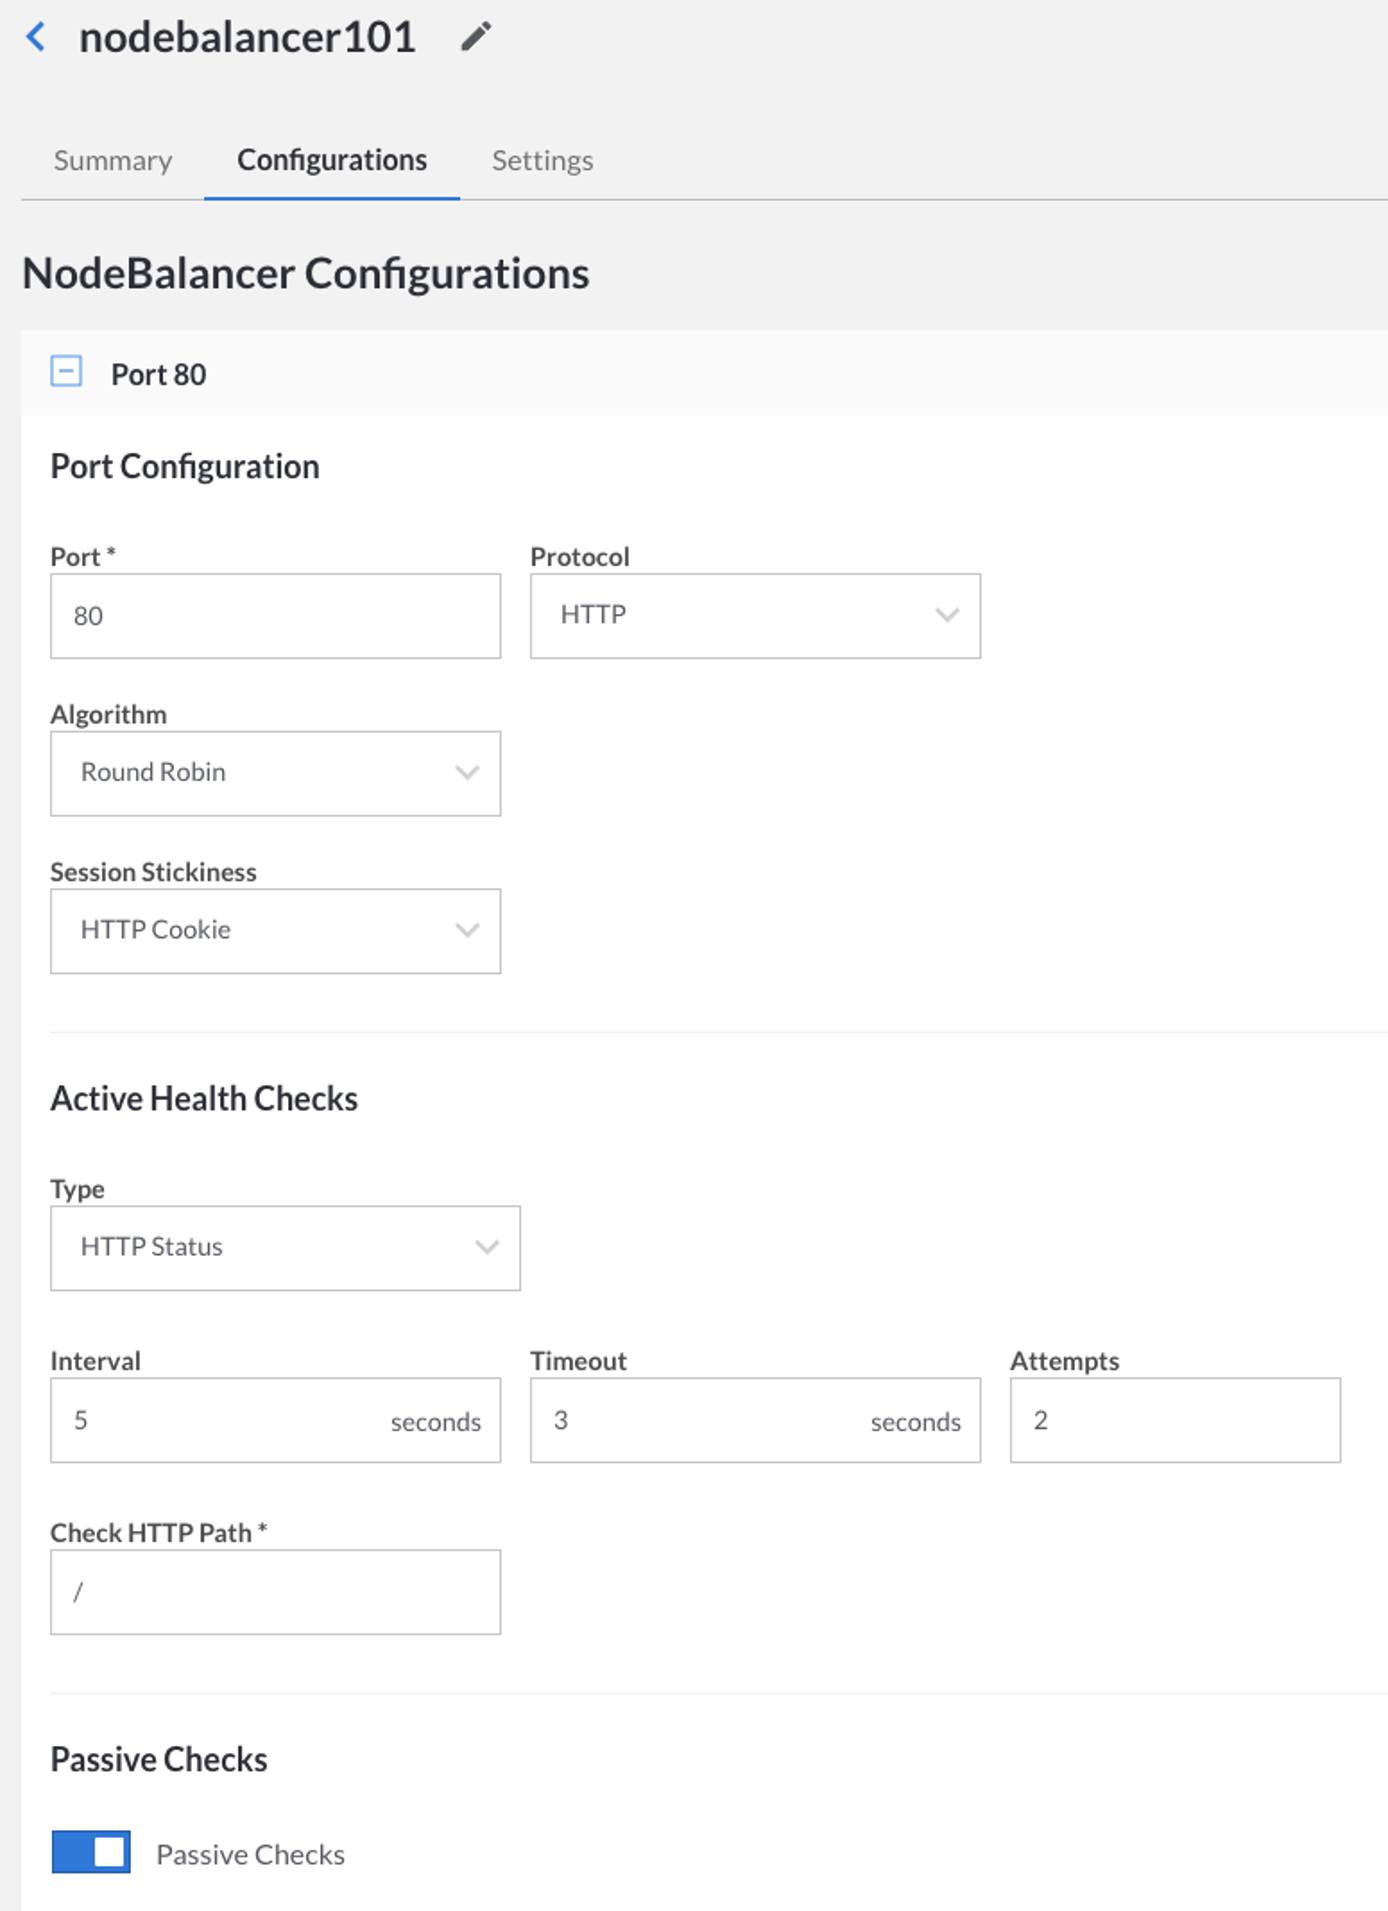 nodebalancer101
Summary Configurations Settings
NodeBalancer Configurations
Port 80
Port Configuration
Port * Protocol
80 HTTP
Algorithm
Round Robin
Session Stickiness
HTTP Cookie
Active Health Checks
Type
HTTP Status
Interval Timeout Attempts
5 seconds 3 seconds 2
Check HTTP Path *
/
Passive Checks
Passive Checks